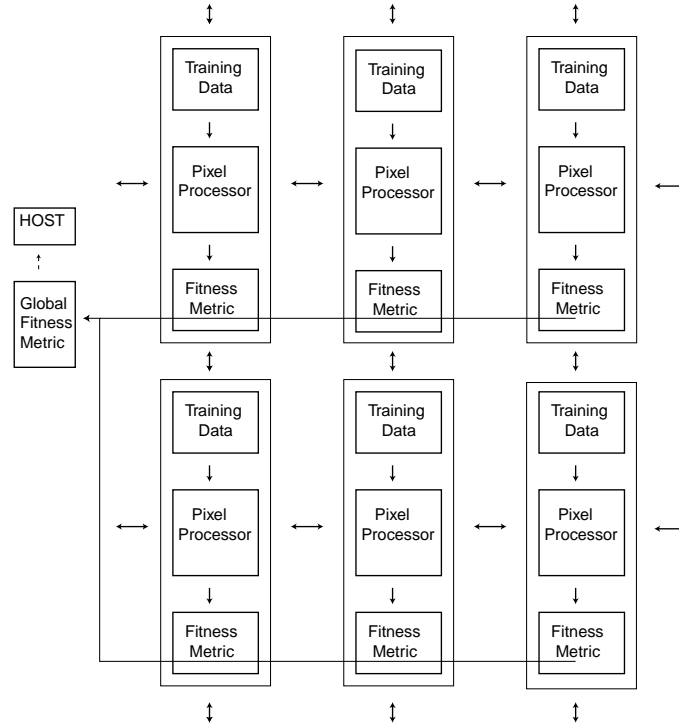 Training
Data
Training
Data
Training
Data
Pixel
Processor
Pixel
Processor
Pixel
Processor
HOST
Global
Fitness
Metric
Fitness
Metric
Fitness
Metric
Fitness
Metric
Training
Data
Training
Data
Training
Data
Pixel
Processor
Pixel
Processor
Pixel
Processor
Fitness
Metric
Fitness
Metric
Fitness
Metric